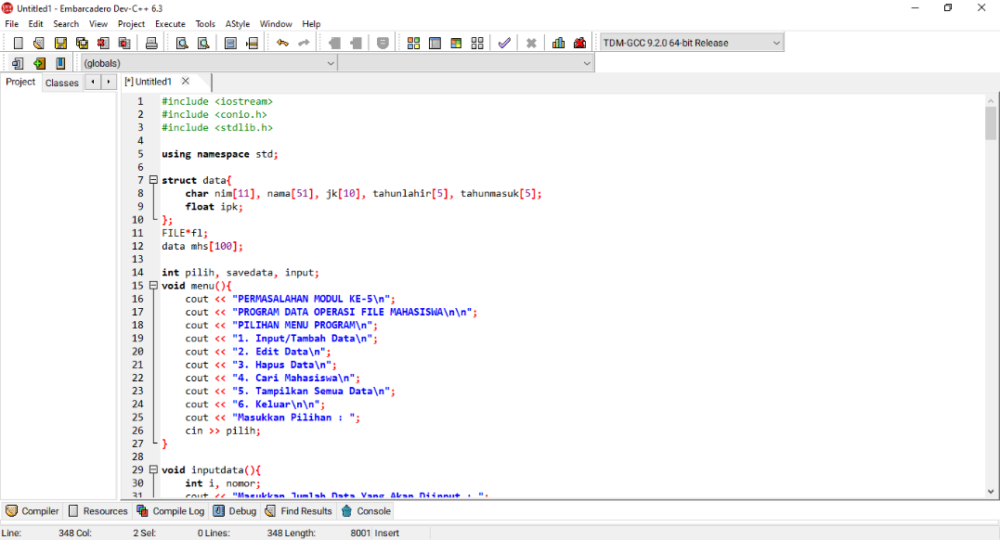 Untitled1 - Embarcadero Dev-C++ 6.3
File Edit Search View Project Execute Tools AStyle Window Help
TDM-GCC 9.2.0 64-bit Release
(globals)
Project Classes [*] Untitled1
1 #include <iostream>
2 #include <conio.h>
3 #include <stdlib.h>
4
5 using namespace std;
6
7 struct data{
8 char nim[11], nama[51], jk[10], tahunlahir[5], tahunmasuk[5];
9 float ipk;
10 };
11 FILE*fl;
12 data mhs[100];
13
14 int pilih, savedata, input;
15 void menu(){
16 cout << "PERMASALAHAN MODUL KE-5\n";
17 cout << "PROGRAM DATA OPERASI FILE MAHASISWA\n\n";
18 cout << "PILIHAN MENU PROGRAM\n";
19 cout << "1. Input/Tambah Data\n";
20 cout << "2. Edit Data\n";
21 cout << "3. Hapus Data\n";
22 cout << "4. Cari Mahasiswa\n";
23 cout << "5. Tampilkan Semua Data\n";
24 cout << "6. Keluar\n\n";
25 cout << "Masukkan Pilihan : ";
26 cin >> pilih;
27 }
28
29 void inputdata(){
30 int i, nomor;
31 cout << "Masukkan Jumlah Data Yang Akan Diinput : ";
Compiler Resources Compile Log Debug Find Results Console
Line: 348 Col: 2 Sel: 0 Lines: 348 Length: 8001 Insert